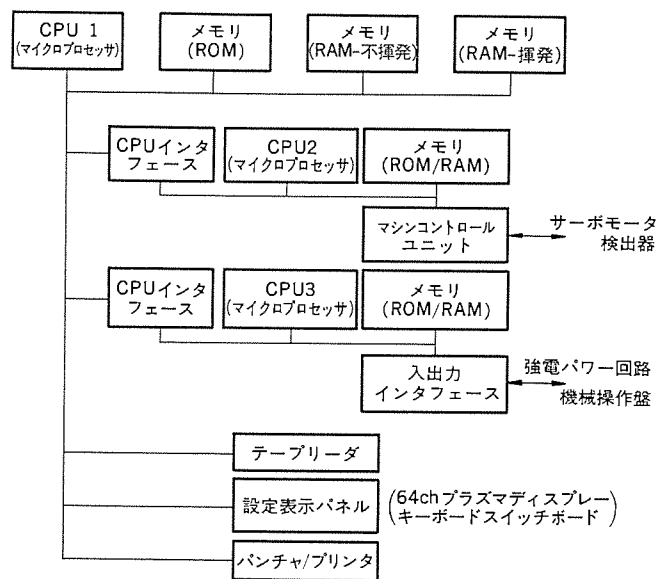 CPU 1
(マイクロプロセッサ)
メモリ
(ROM)
メモリ
(RAM-不揮発)
メモリ
(RAM-揮発)
CPUインタ
フェース
CPU2
(マイクロプロセッサ)
メモリ
(ROM/RAM)
マシンコントロール
ユニット
サーボモータ
検出器
CPUインタ
フェース
CPU3
(マイクロプロセッサ)
メモリ
(ROM/RAM)
入出力
インタフェース
強電パワー回路
機械操作盤
テープリーダ
設定表示パネル
(64chプラズマディスプレー
キーボードスイッチボード)
パンチャ/プリンタ